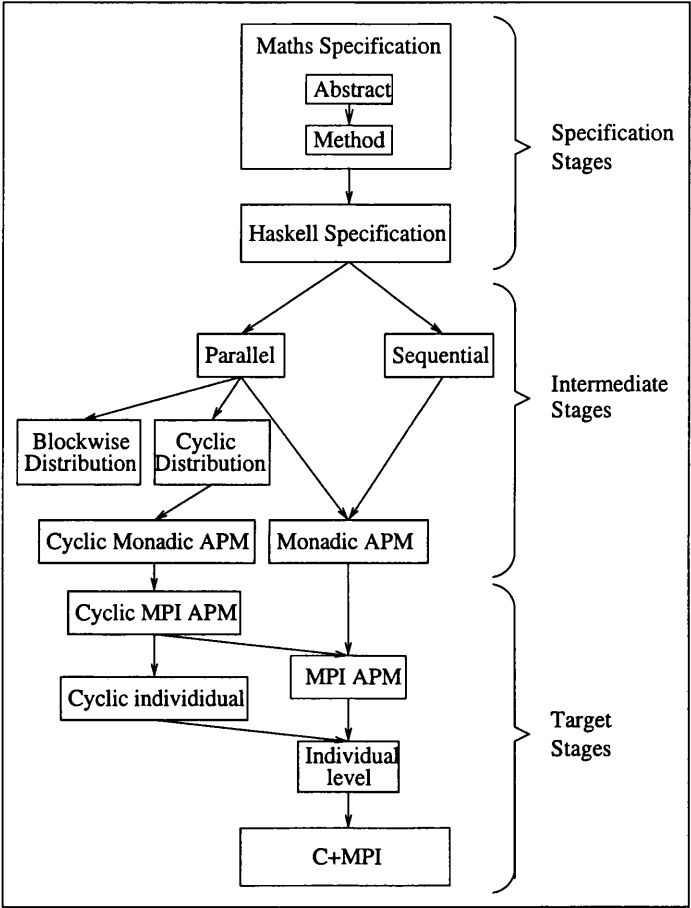 Maths Specification
Abstract
Method
Specification
Stages
Haskell Specification
Parallel
Sequential
Intermediate
Stages
Blockwise
Distribution
Cyclic
Distribution
Cyclic Monadic APM
Monadic APM
Cyclic MPI APM
MPI APM
Cyclic individidual
Target
Stages
Individual
level
C+MPI